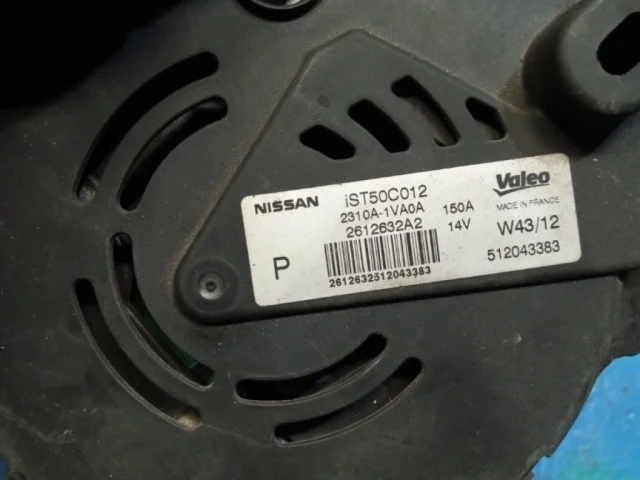 NISSAN iST50C012 Valeo
2310A-1VA0A 150A MADE IN FRANCE
2612632A2 14V W43/12
P 512043383
2612632512043383